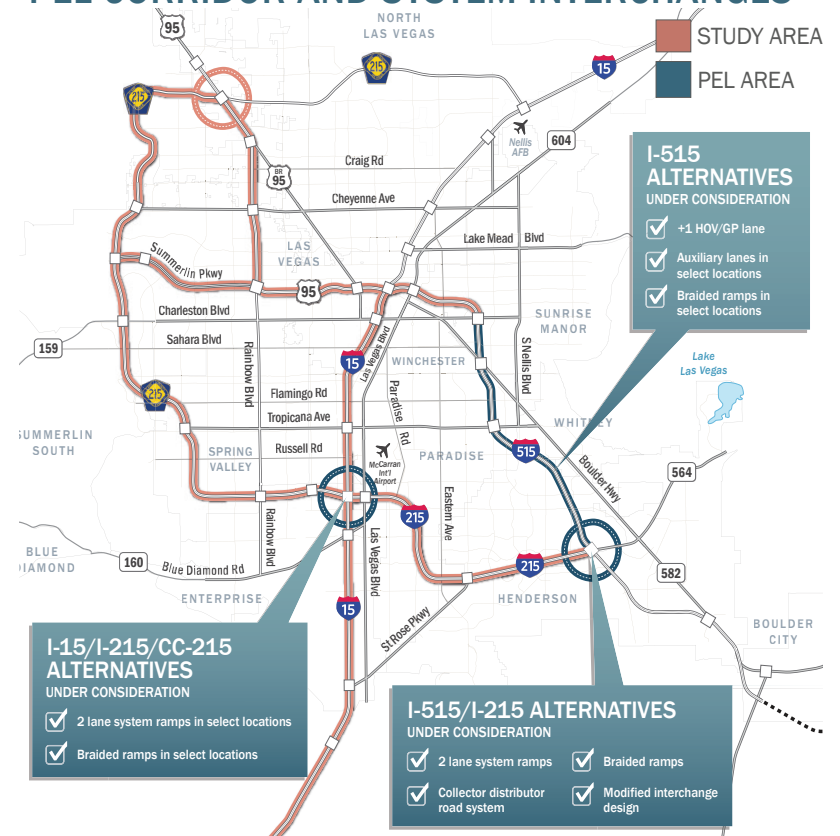 PEL CORRIDOR AND SYSTEM INTERCHANGES
STUDY AREA
PEL AREA
95
NORTH
LAS VEGAS
215
15
215
Nellis
AFB
604
Craig Rd
BR
95
Cheyenne Ave
LAS
VEGAS
Lake Mead Blvd
Summerlin Pkwy
95
Charleston Blvd
SUNRISE
MANOR
Sahara Blvd
159
Rainbow Blvd
15
Las Vegas Blvd
WINCHESTER
S Nellis Blvd
Lake
Las Vegas
215
Flamingo Rd
Paradise Rd
Tropicana Ave
WHITNEY
SUMMERLIN
SOUTH
SPRING
VALLEY
Russell Rd
McCarran
Int'l
Airport
PARADISE
515
Boulder Hwy
564
Eastern Ave
215
Rainbow Blvd
Las Vegas Blvd
BLUE
DIAMOND
160
Blue Diamond Rd
215
582
ENTERPRISE
15
HENDERSON
St Rose Pkwy
BOULDER
CITY
I-515
ALTERNATIVES
UNDER CONSIDERATION
+1 HOV/GP lane
Auxiliary lanes in
select locations
Braided ramps in
select locations
I-15/I-215/CC-215
ALTERNATIVES
UNDER CONSIDERATION
2 lane system ramps in select locations
Braided ramps in select locations
I-515/I-215 ALTERNATIVES
UNDER CONSIDERATION
2 lane system ramps
Collector distributor
road system
Braided ramps
Modified interchange
design